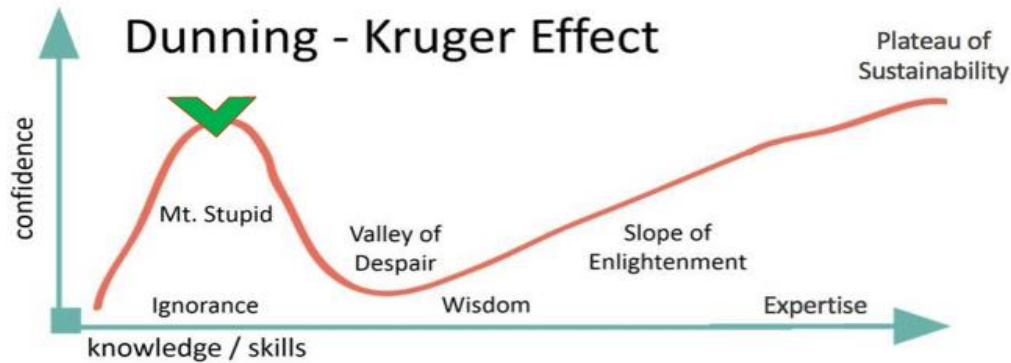 Dunning - Kruger Effect
Plateau of
Sustainability
confidence
Mt. Stupid
Valley of
Despair
Slope of
Enlightenment
Ignorance
Wisdom
Expertise
knowledge / skills